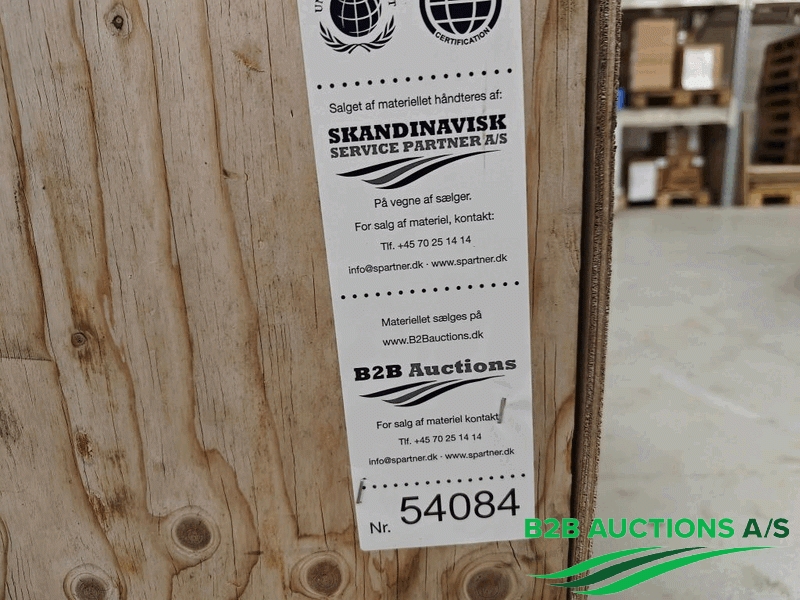 CERTIFICATION
Salget af materiellet håndteres af:
SKANDINAVISK
SERVICE PARTNER A/S
På vegne af sælger.
For salg af materiel, kontakt:
Tlf. +45 70 25 14 14
info@spartner.dk · www.spartner.dk
Materiellet sælges på
www.B2Bauctions.dk
B2B Auctions
For salg af materiel kontakt
Tlf. +45 70 25 14 14
info@spartner.dk · www.spartner.dk
Nr. 54084
B2B AUCTIONS A/S